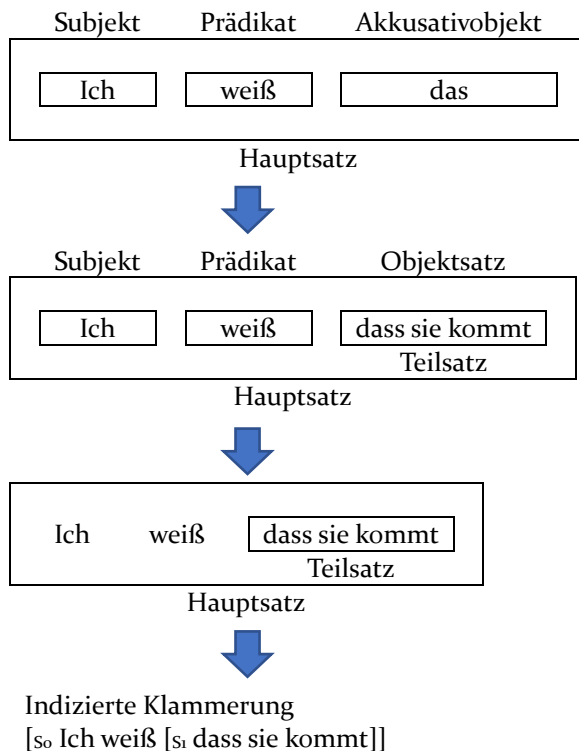 Subjekt Prädikat Akkusativobjekt
Ich weiß das
Hauptsatz
Subjekt Prädikat Objektsatz
Ich weiß dass sie kommt
Teilsatz
Hauptsatz
Ich weiß dass sie kommt
Teilsatz
Hauptsatz
Indizierte Klammerung
[S0 Ich weiß [S1 dass sie kommt]]